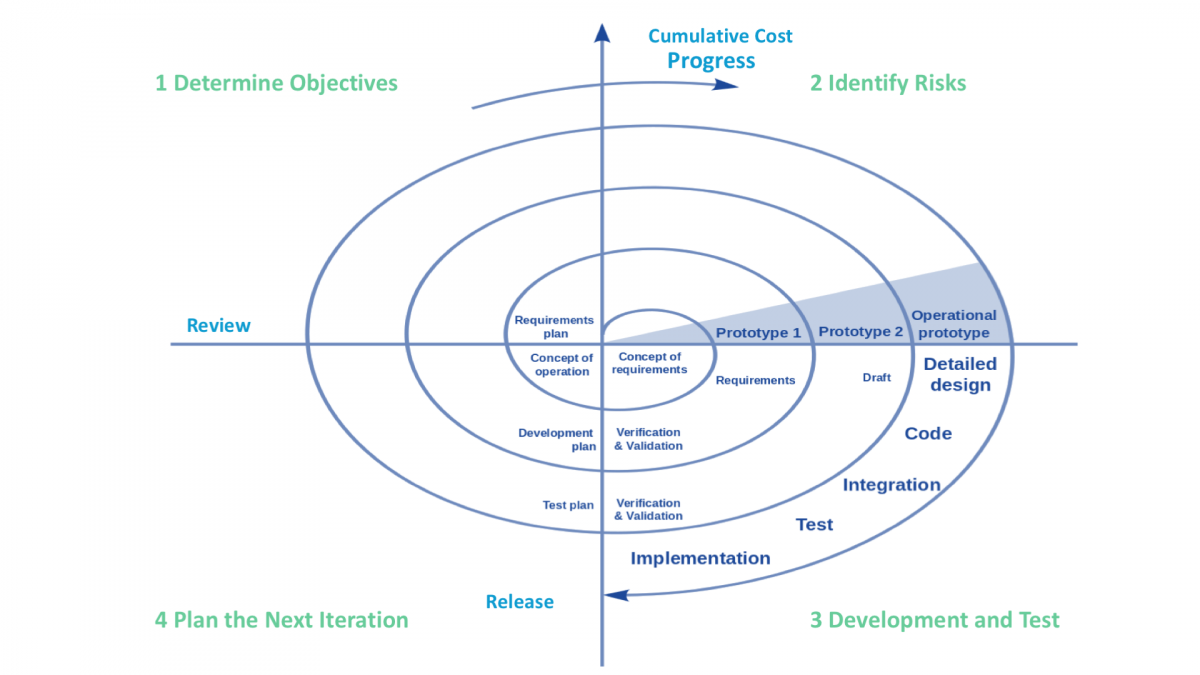 Cumulative Cost
Progress
1 Determine Objectives
2 Identify Risks
Review
Requirements
plan
Prototype 1
Prototype 2
Operational
prototype
Concept of
operation
Concept of
requirements
Requirements
Draft
Detailed
design
Code
Development
plan
Verification
& Validation
Integration
Test plan
Verification
& Validation
Test
Implementation
Release
4 Plan the Next Iteration
3 Development and Test